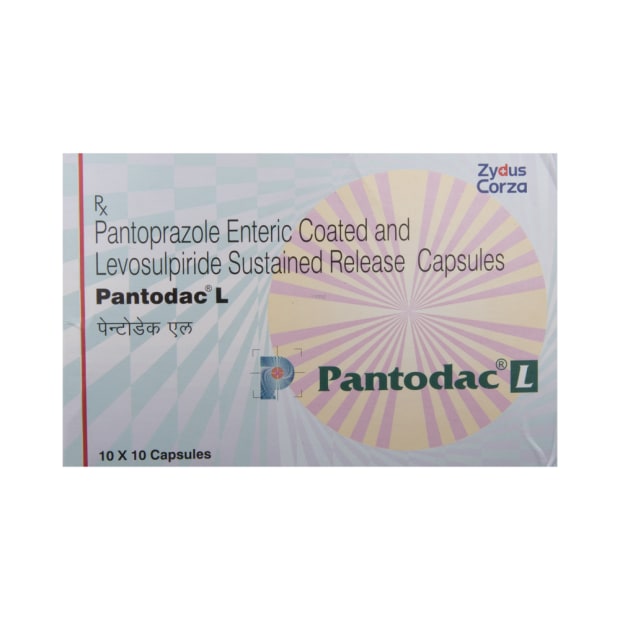 Zydus
Corza
Rx
Pantoprazole Enteric Coated and
Levosulpiride Sustained Release Capsules
Pantodac® L
पेन्टोडेक एल
P Pantodac® L
10 X 10 Capsules